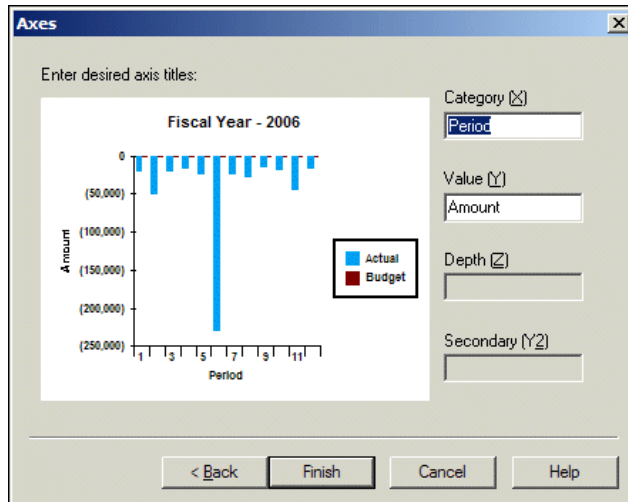 Axes
Enter desired axis titles:
Fiscal Year - 2006
0
(50,000)
(100,000)
(150,000)
(200,000)
(250,000)
Amount
1 3 5 7 9 11
Period
Actual
Budget
Category (X)
Period
Value (Y)
Amount
Depth (Z)
Secondary (Y2)
< Back
Finish
Cancel
Help